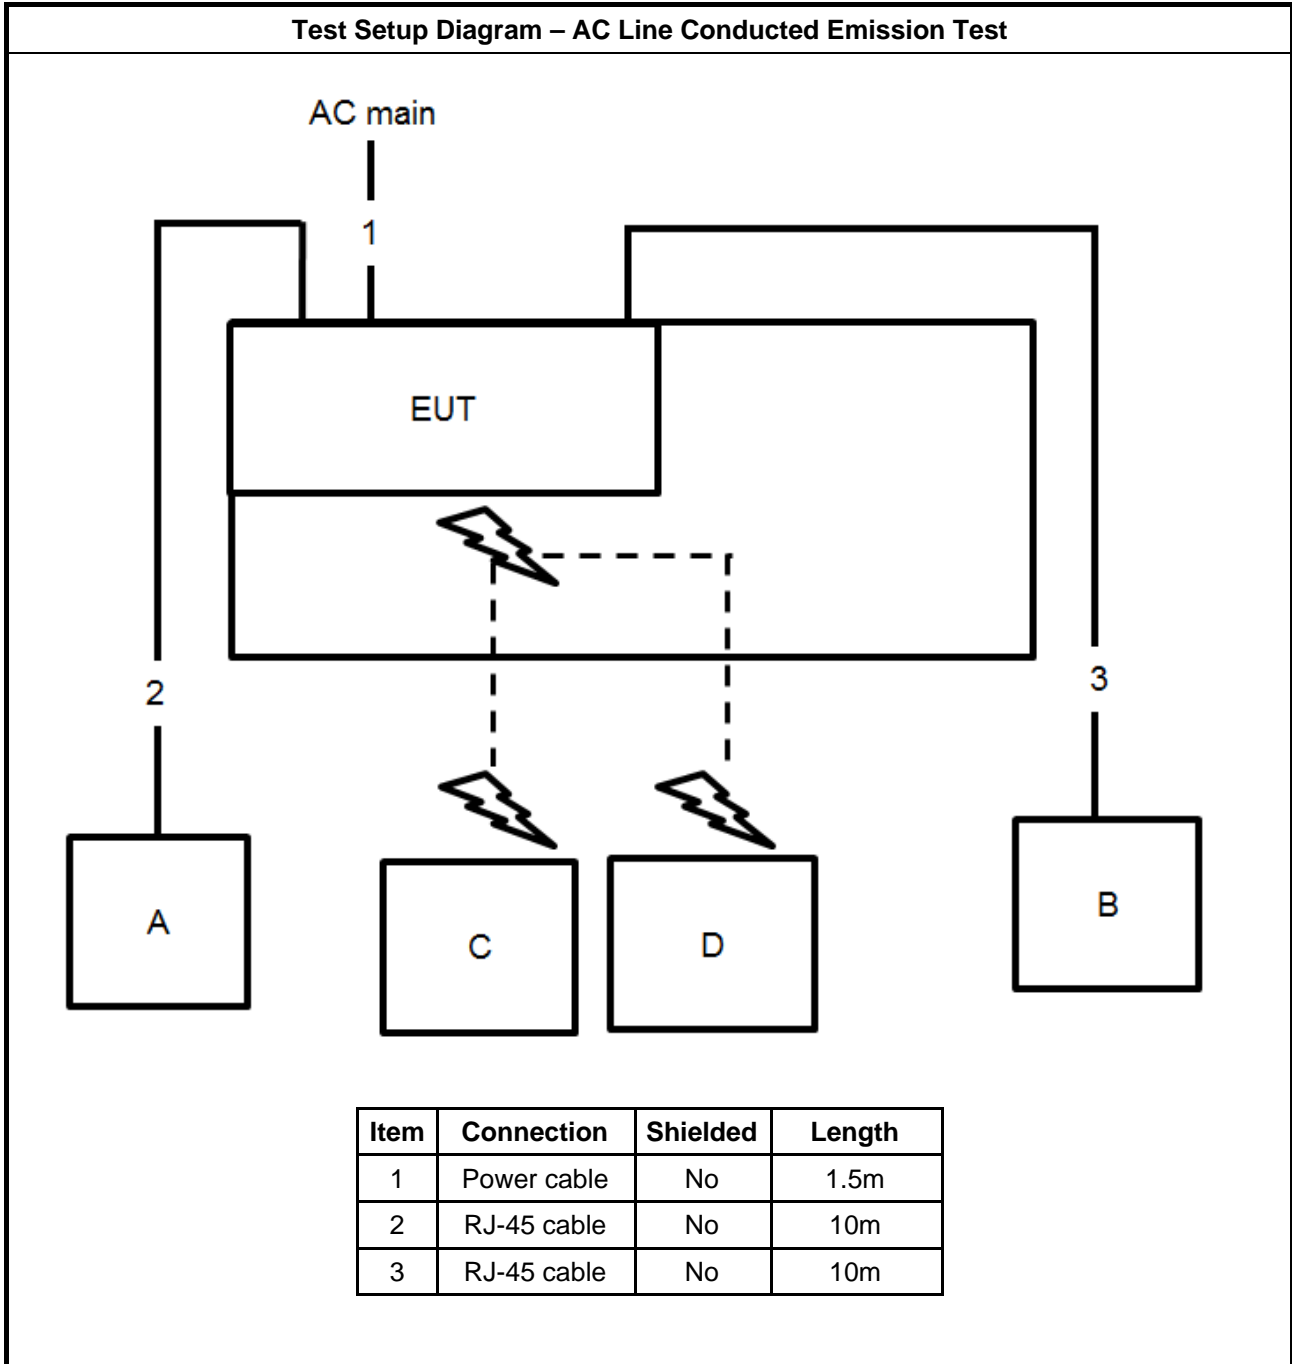 Test Setup Diagram – AC Line Conducted Emission Test
AC main
1
EUT
2
3
A
C
D
B
Item Connection Shielded Length
1 Power cable No 1.5m
2 RJ-45 cable No 10m
3 RJ-45 cable No 10m